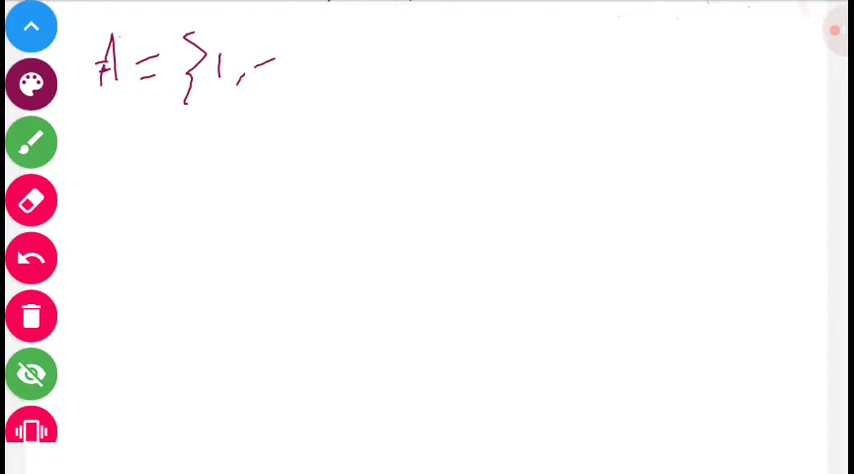 A = }1,